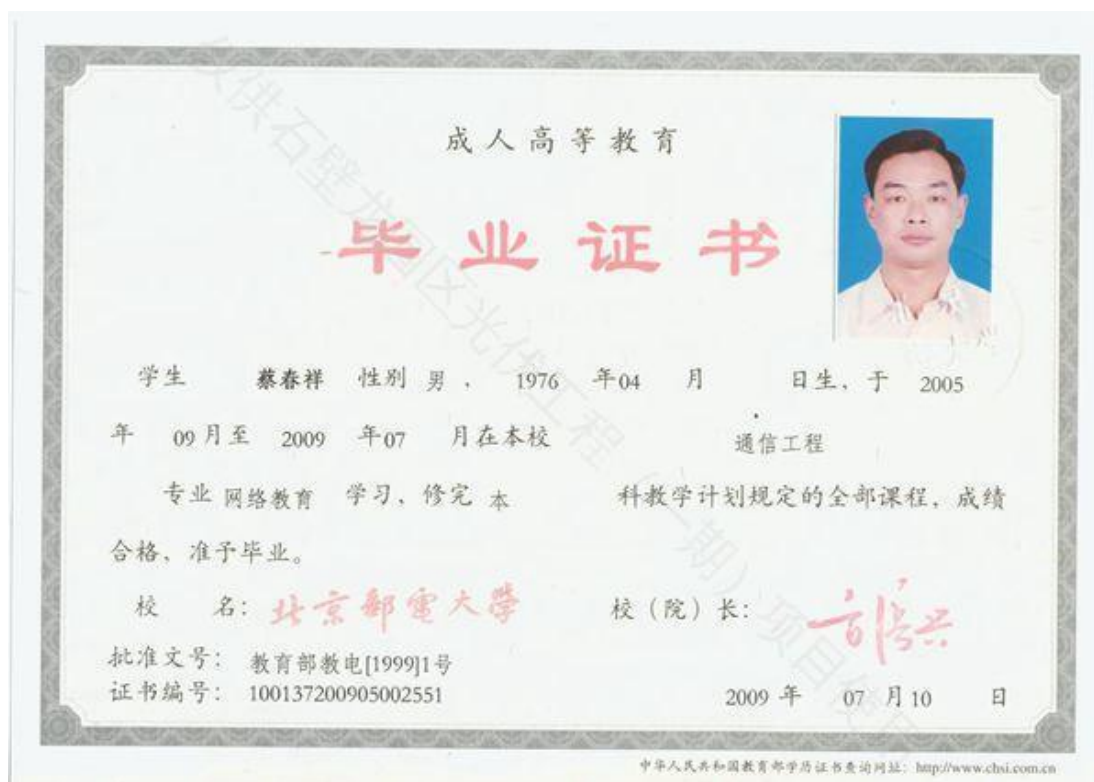 成人高等教育
毕业证书
学生 蔡春祥 性别 男、 1976 年04 月 日生、于 2005
年 09月至 2009 年07 月在本校 通信工程
专业 网络教育 学习、修完 本 科教学计划规定的全部课程，成绩
合格、准予毕业。
校 名： 北京郵電大學 校（院）长：
批准文号： 教育部教电[1999]1号
证书编号： 100137200905002551 2009 年 07 月10 日
中华人民共和国教育部学历证书查询网址：http://www.chsi.com.cn